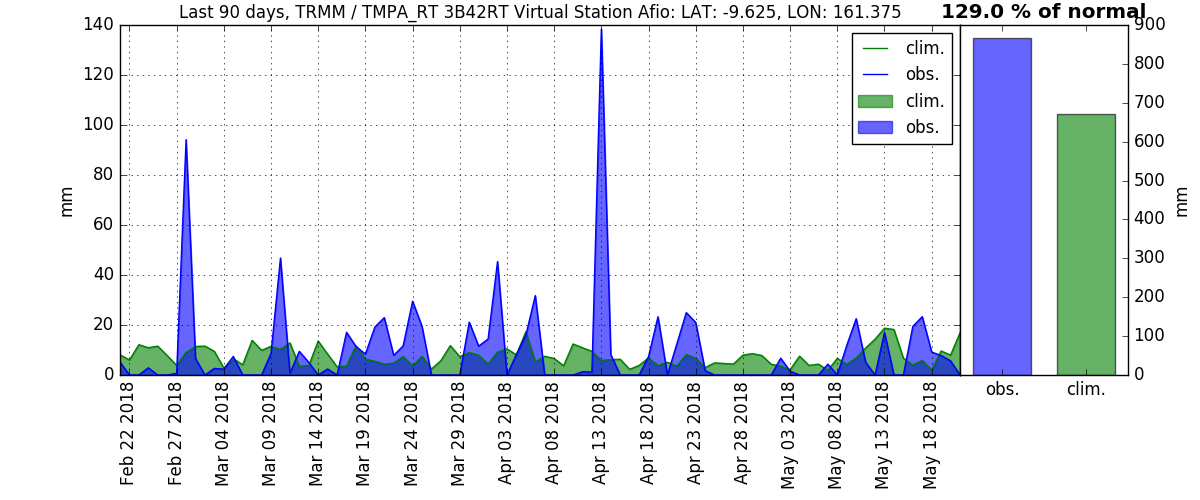 Last 90 days, TRMM / TMPA_RT 3B42RT Virtual Station Afio: LAT: -9.625, LON: 161.375
129.0 % of normal
140
120
100
80
60
40
20
0
mm
clim.
obs.
clim.
obs.
900
800
700
600
500
400
300
200
100
0
mm
Feb 22 2018
Feb 27 2018
Mar 04 2018
Mar 09 2018
Mar 14 2018
Mar 19 2018
Mar 24 2018
Mar 29 2018
Apr 03 2018
Apr 08 2018
Apr 13 2018
Apr 18 2018
Apr 23 2018
Apr 28 2018
May 03 2018
May 08 2018
May 13 2018
May 18 2018
obs.
clim.